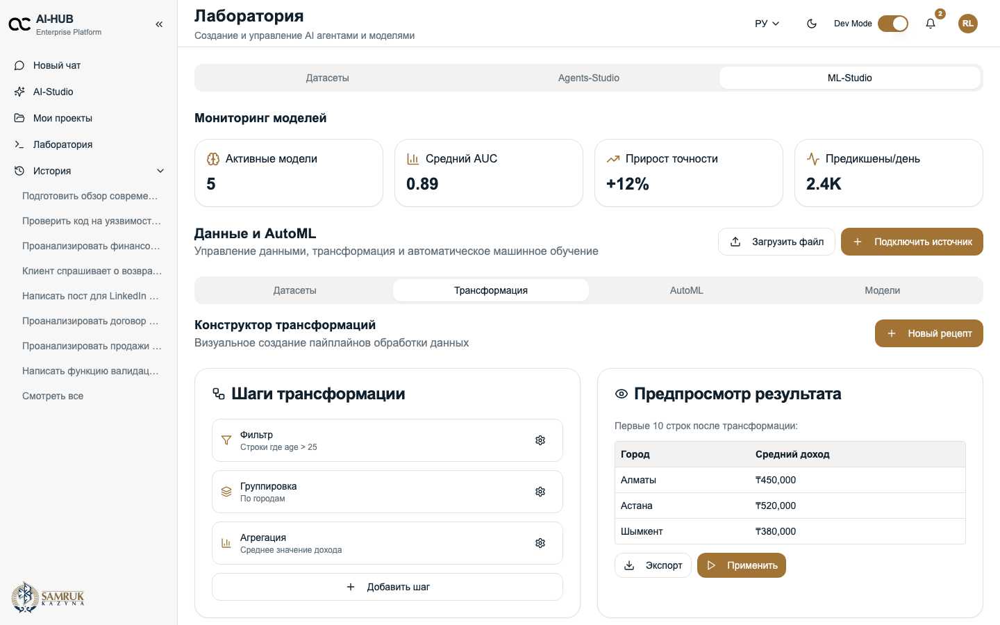 AI-HUB
Enterprise Platform
Новый чат
AI-Studio
Мои проекты
Лаборатория
История
Подготовить обзор совреме...
Проверить код на уязвимост...
Проанализировать финансо...
Клиент спрашивает о возвра...
Написать пост для LinkedIn ...
Проанализировать договор ...
Проанализировать продажи ...
Написать функцию валидац...
Смотреть все
SAMRUK
KAZYNA
Лаборатория
Создание и управление AI агентами и моделями
РУ
Dev Mode
2
RL
Датасеты
Agents-Studio
ML-Studio
Мониторинг моделей
Активные модели
5
Средний AUC
0.89
Прирост точности
+12%
Предикшены/день
2.4K
Данные и AutoML
Управление данными, трансформация и автоматическое машинное обучение
Загрузить файл
Подключить источник
Датасеты
Трансформация
AutoML
Модели
Конструктор трансформаций
Визуальное создание пайплайнов обработки данных
Новый рецепт
Шаги трансформации
Фильтр
Строки где age > 25
Группировка
По городам
Агрегация
Среднее значение дохода
Добавить шаг
Предпросмотр результата
Первые 10 строк после трансформации:
Город Средний доход
Алматы ₸450,000
Астана ₸520,000
Шымкент ₸380,000
Экспорт
Применить